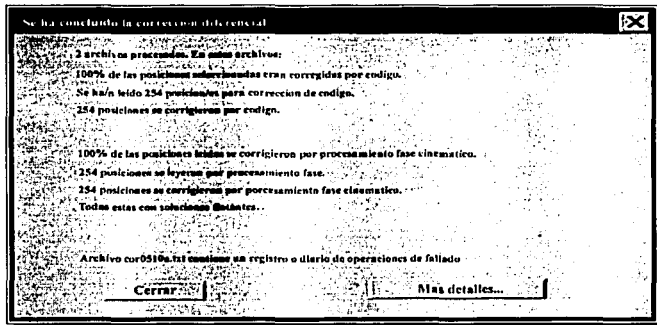 Se ha concluido la correccion diferencial
2 archivos procesados. En estos archivos:
100% de las posiciones seleccionadas eran corregidas por codigo.
Se ha/n leido 254 posiciones para correccion de codigo.
254 posiciones se corrigieron por codigo.
100% de las posiciones leidas se corrigieron por procesamiento fase cinematico.
254 posiciones se leyeron por procesamiento fase.
254 posiciones se corrigieron por porcesamiento fase cinematico.
Todas estas con soluciones flotantes..
Archivo cor0510a.txt contiene un registro o diario de operaciones de fallado
Cerrar
Mas detalles...